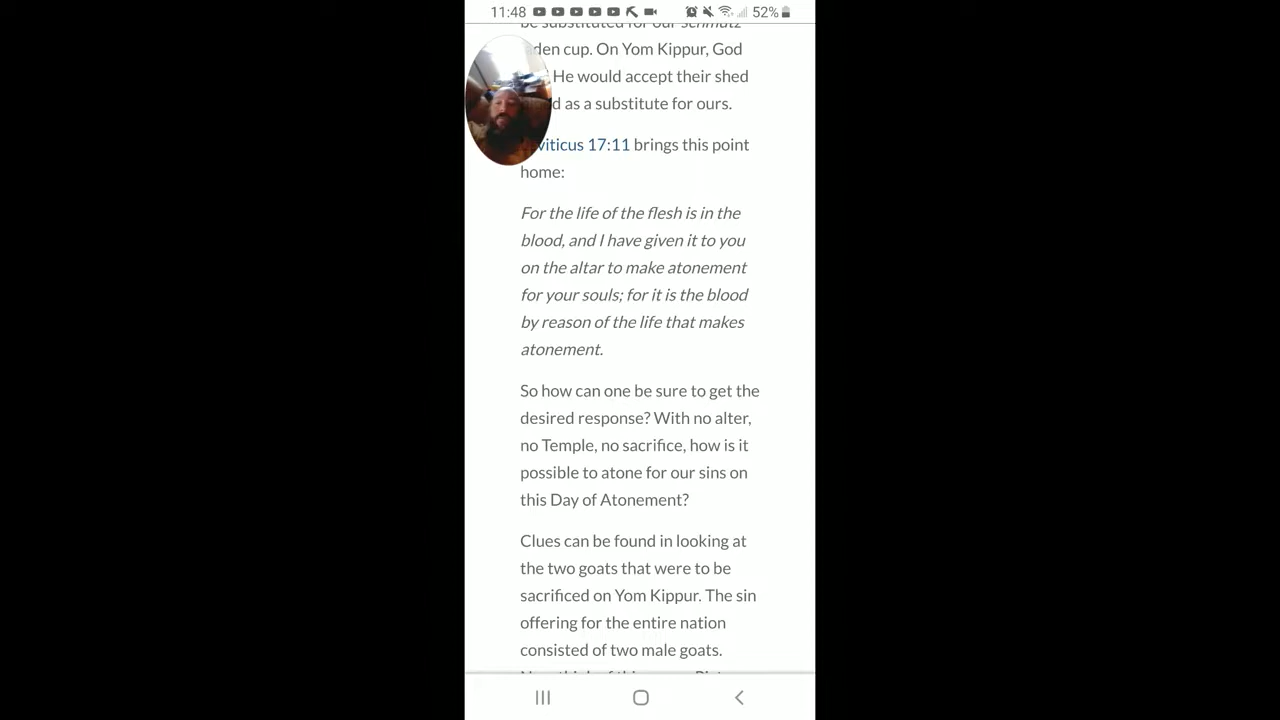 11:48 52%
be substituted for our schmutz
den cup. On Yom Kippur, God
He would accept their shed
d as a substitute for ours.
viticus 17:11 brings this point
home:
For the life of the flesh is in the
blood, and I have given it to you
on the altar to make atonement
for your souls; for it is the blood
by reason of the life that makes
atonement.
So how can one be sure to get the
desired response? With no alter,
no Temple, no sacrifice, how is it
possible to atone for our sins on
this Day of Atonement?
Clues can be found in looking at
the two goats that were to be
sacrificed on Yom Kippur. The sin
offering for the entire nation
consisted of two male goats.